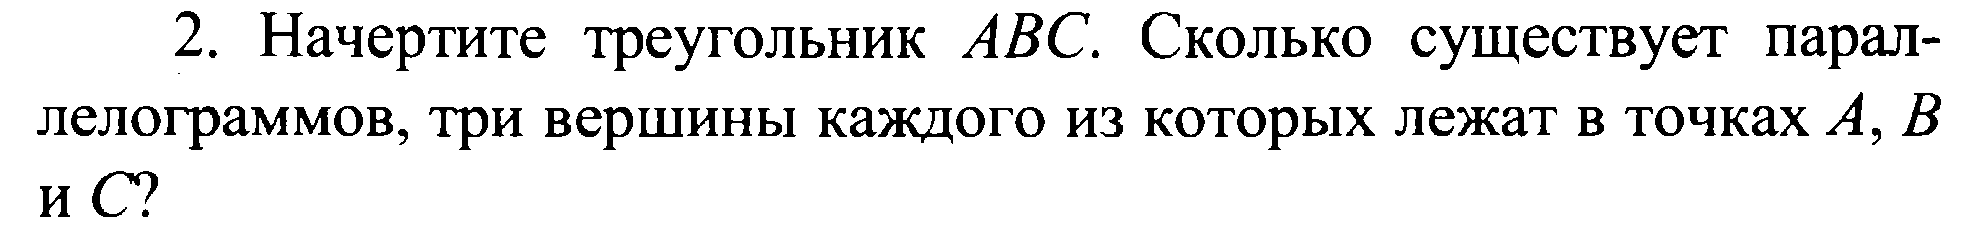 2. Начертите треугольник ABC. Сколько существует парал-
лелограммов, три вершины каждого из которых лежат в точках A, B
и C?